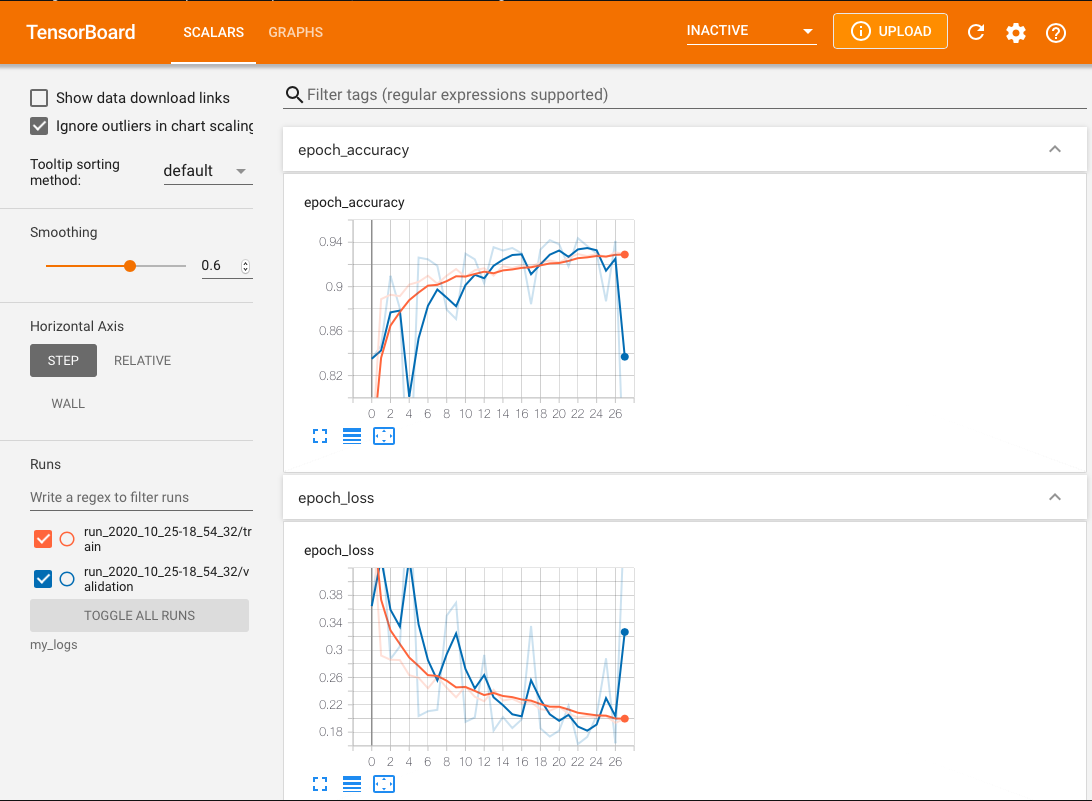 TensorBoard
SCALARS
GRAPHS
INACTIVE
UPLOAD
Show data download links
Ignore outliers in chart scaling
Tooltip sorting
method:
default
Smoothing
0.6
Horizontal Axis
STEP
RELATIVE
WALL
Runs
Write a regex to filter runs
run_2020_10_25-18_54_32/tr
ain
run_2020_10_25-18_54_32/v
alidation
TOGGLE ALL RUNS
my_logs
Filter tags (regular expressions supported)
epoch_accuracy
epoch_accuracy
0.94
0.9
0.86
0.82
0 2 4 6 8 10 12 14 16 18 20 22 24 26
epoch_loss
epoch_loss
0.38
0.34
0.3
0.26
0.22
0.18
0 2 4 6 8 10 12 14 16 18 20 22 24 26